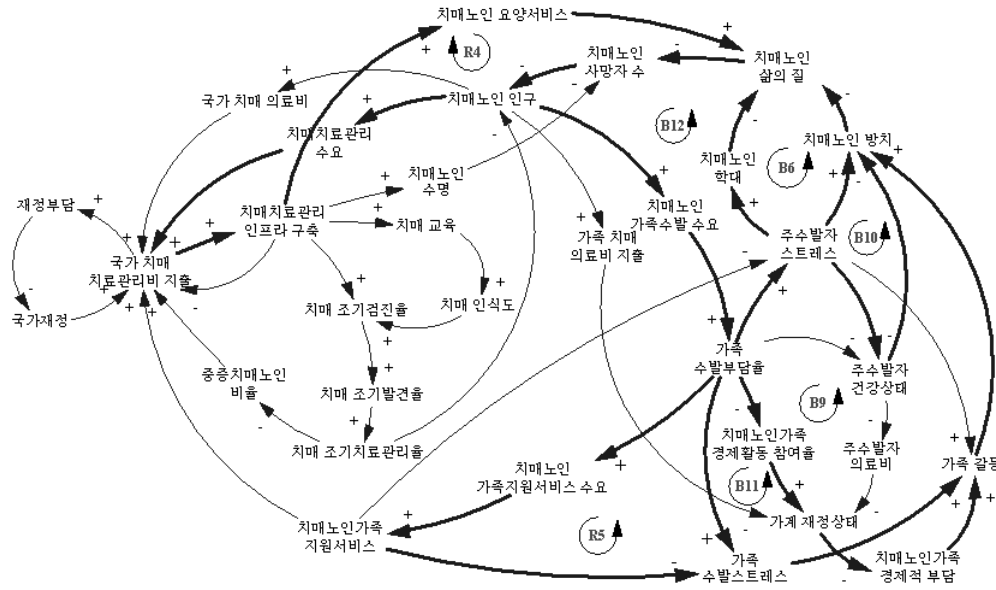 치매노인 요양서비스
R4
치매노인
사망자 수
치매노인
삶의 질
국가 치매 의료비
치매노인 인구
치매치료관리
수요
B12
치매노인 방치
치매노인
학대
B6
치매노인
수명
재정부담
치매치료관리
인프라 구축
치매 교육
치매노인
가족수발 수요
가족 치매
의료비 지출
주수발자
스트레스
B10
국가 치매
치료관리비 지출
국가재정
치매 조기검진율
치매 인식도
가족
수발부담율
주수발자
건강상태
중증치매노인
비율
치매 조기발견율
B9
치매 조기치료관리율
치매노인가족
경제활동 참여율
주수발자
의료비
가족 갈등
치매노인
가족지원서비스 수요
B11
치매노인가족
지원서비스
R5
가계 재정상태
가족
수발스트레스
치매노인가족
경제적 부담